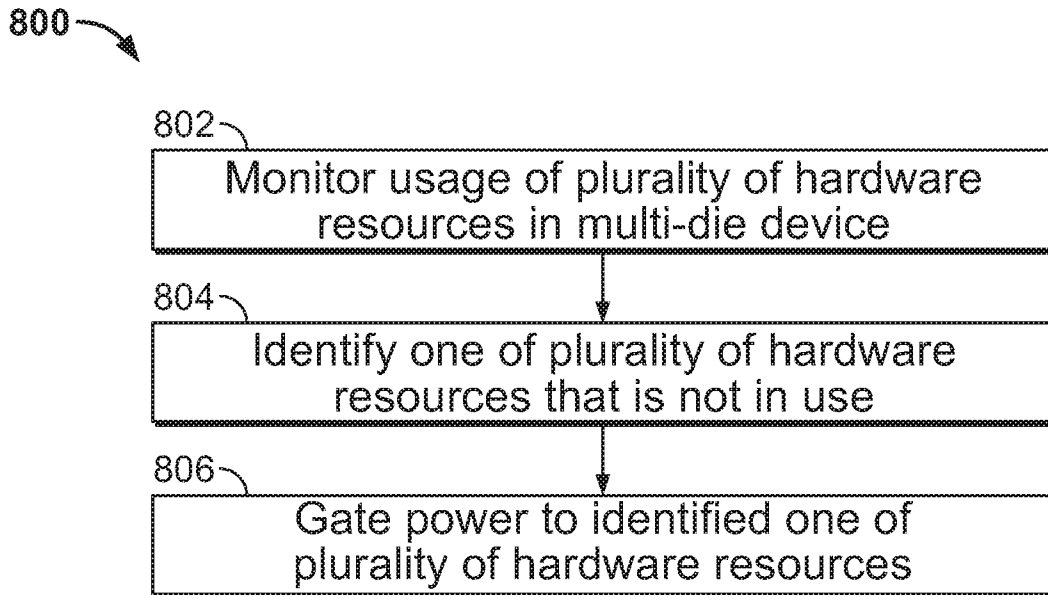 800
802
Monitor usage of plurality of hardware
resources in multi-die device
804
Identify one of plurality of hardware
resources that is not in use
806
Gate power to identified one of
plurality of hardware resources